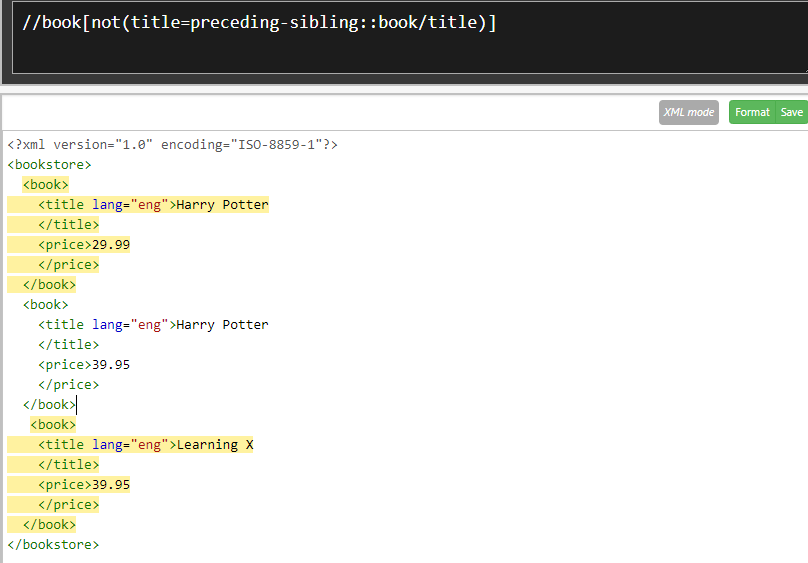 //book[not(title=preceding-sibling::book/title)]
XML mode Format Save
<?xml version="1.0" encoding="ISO-8859-1"?>
<bookstore>
  <book>
    <title lang="eng">Harry Potter
    </title>
    <price>29.99
    </price>
  </book>
  <book>
    <title lang="eng">Harry Potter
    </title>
    <price>39.95
    </price>
  </book>
   <book>
    <title lang="eng">Learning X
    </title>
    <price>39.95
    </price>
  </book>
</bookstore>